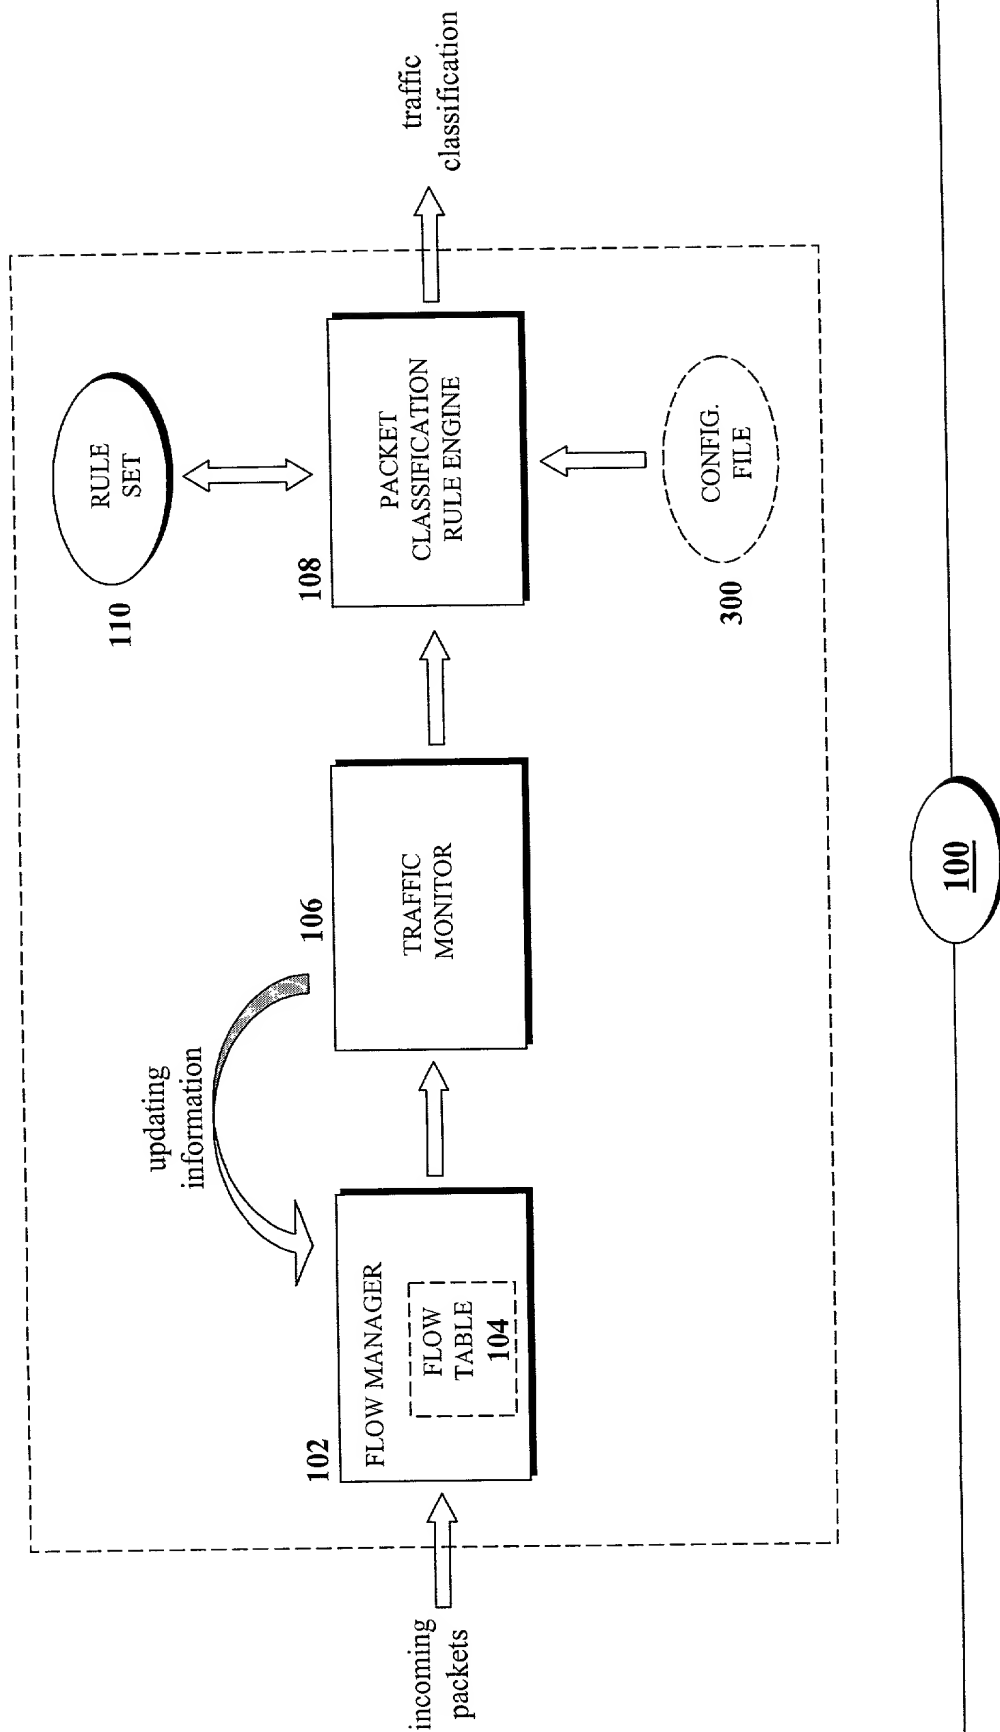 incoming
packets
102
FLOW MANAGER
FLOW
TABLE
104
updating
information
106
TRAFFIC
MONITOR
110
RULE
SET
108
PACKET
CLASSIFICATION
RULE ENGINE
300
CONFIG.
FILE
traffic
classification
100